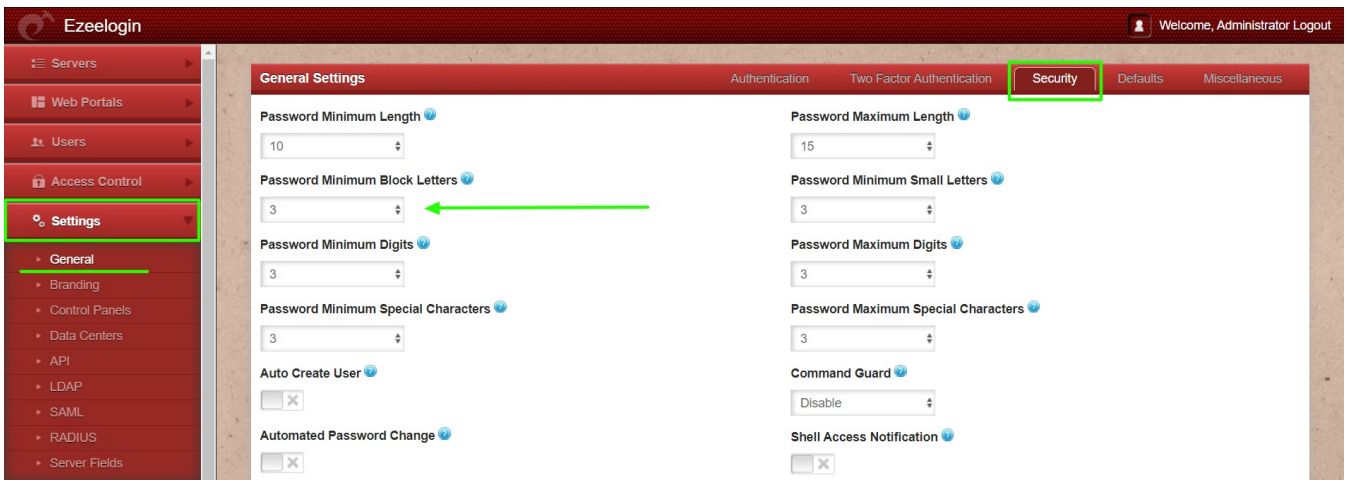 Ezeelogin
Welcome, Administrator Logout
Servers
Web Portals
Users
Access Control
Settings
General
Branding
Control Panels
Data Centers
API
LDAP
SAML
RADIUS
Server Fields
General Settings
Authentication Two Factor Authentication Security Defaults Miscellaneous
Password Minimum Length ? Password Maximum Length ?
10 15
Password Minimum Block Letters ? Password Minimum Small Letters ?
3 3
Password Minimum Digits ? Password Maximum Digits ?
3 3
Password Minimum Special Characters ? Password Maximum Special Characters ?
3 3
Auto Create User ? Command Guard ?
Disable
Automated Password Change ? Shell Access Notification ?